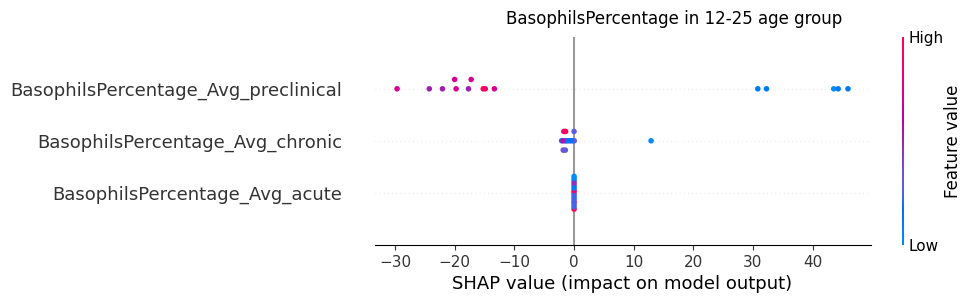 BasophilsPercentage in 12-25 age group
High
BasophilsPercentage_Avg_preclinical
BasophilsPercentage_Avg_chronic
BasophilsPercentage_Avg_acute
Feature value
Low
−30 −20 −10 0 10 20 30 40
SHAP value (impact on model output)